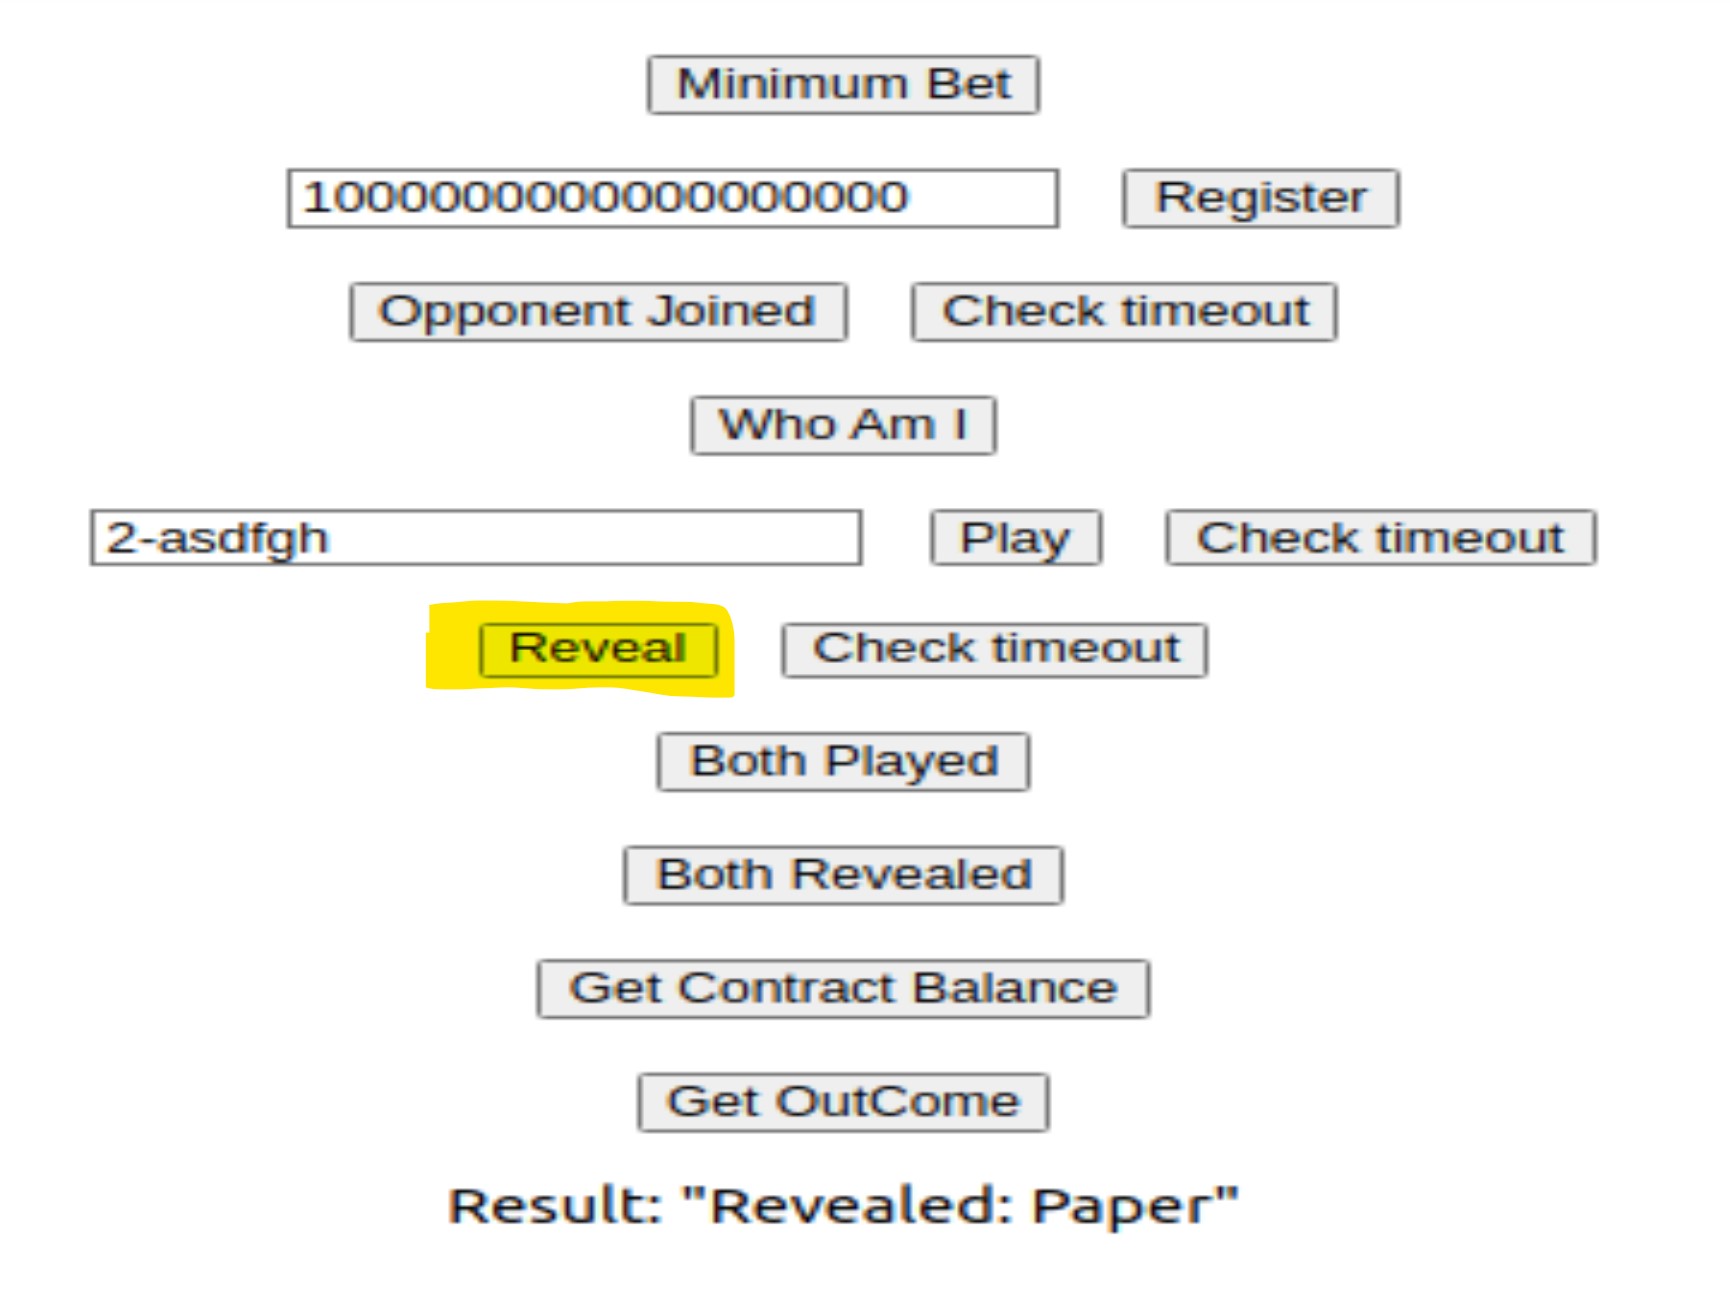 Minimum Bet
1000000000000000000 Register
Opponent Joined Check timeout
Who Am I
2-asdfgh Play Check timeout
Reveal Check timeout
Both Played
Both Revealed
Get Contract Balance
Get OutCome
Result: "Revealed: Paper"